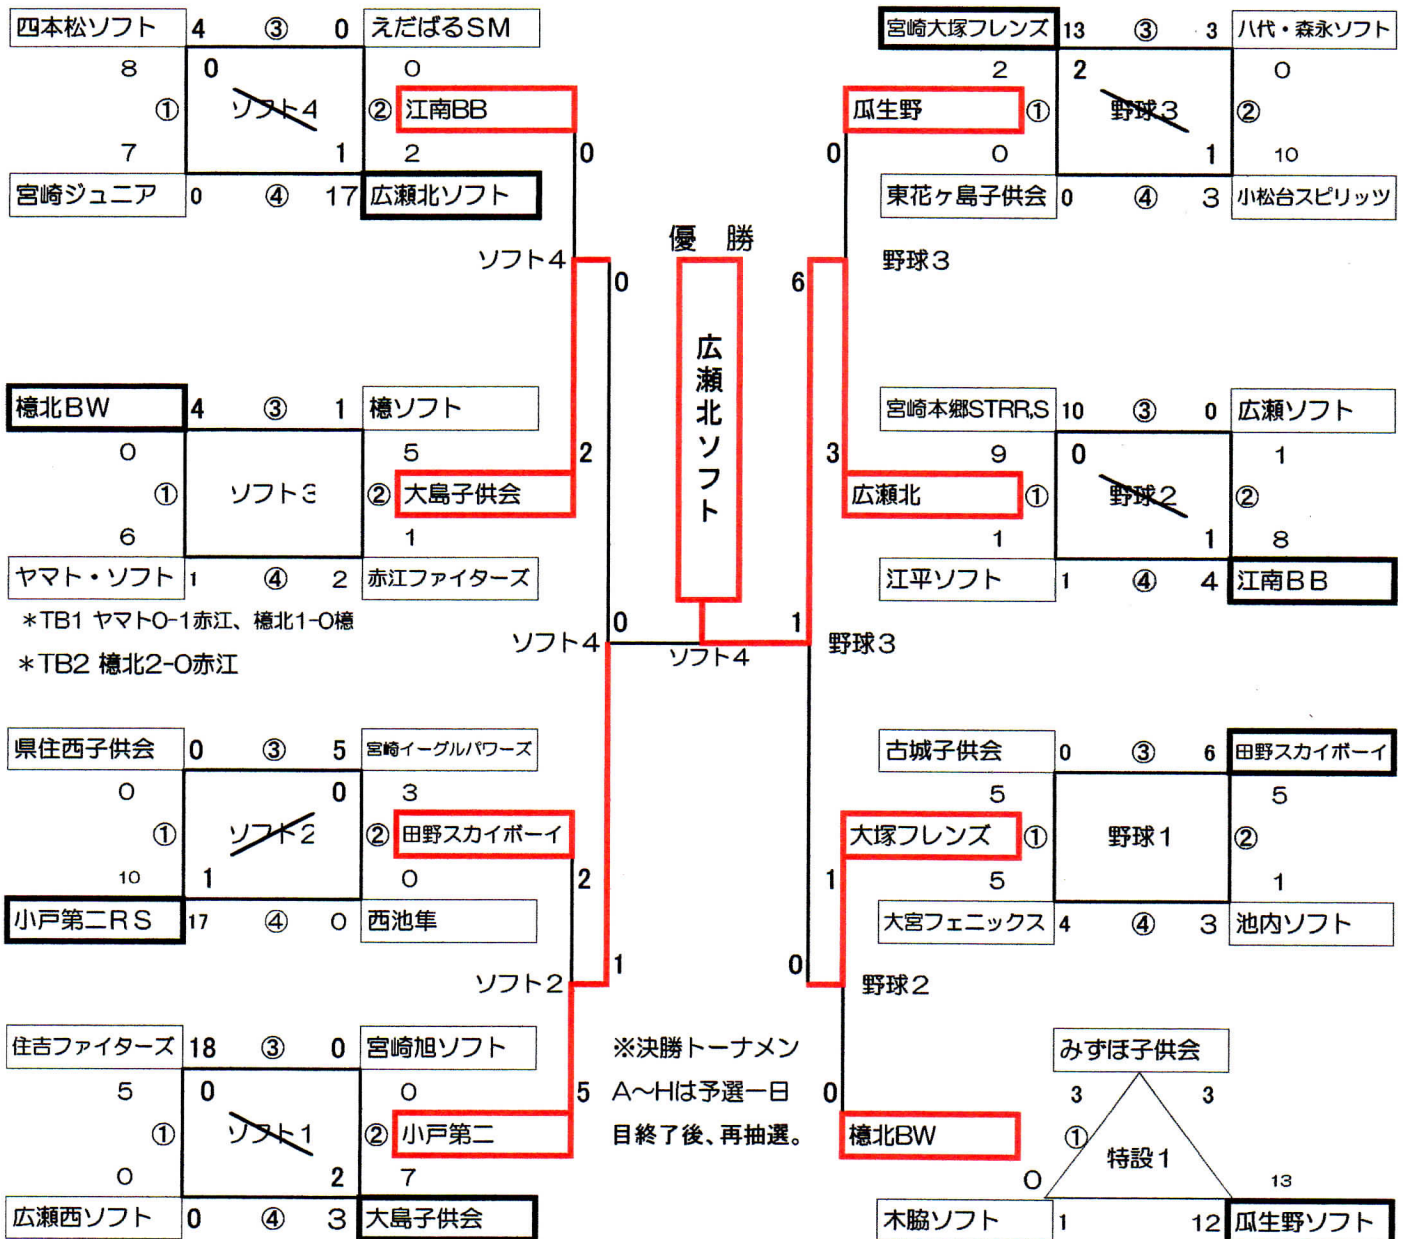 四本松ソフト 4 ③ 0 えだばるＳＭ
8 0 0
① ソフト4 ② 江南BB
7 1 2 0
宮崎ジュニア 0 ④ 17 広瀬北ソフト
ソフト4
0
檍北ＢＷ 4 ③ 1 檍ソフト
0 5 2
① ソフト3 ② 大島子供会
6 1
ヤマト・ソフト 1 ④ 2 赤江ファイターズ
＊TB1 ヤマト0-1赤江、檍北1-0檍
＊TB2 檍北2-0赤江
ソフト4 0
県住西子供会 0 ③ 5 宮崎イーグルパワーズ
0 0 3
① ソフト2 ② 田野スカイボーイ
10 1 0 2
小戸第二ＲＳ 17 ④ 0 西池隼
ソフト2 1
住吉ファイターズ 18 ③ 0 宮崎旭ソフト
5 0 0 5
① ソフト1 ② 小戸第二
0 2 7
広瀬西ソフト 0 ④ 3 大島子供会
優　勝
広瀬北ソフト
ソフト4
※決勝トーナメン
A～Hは予選一日
目終了後、再抽選。
宮崎大塚フレンズ 13 ③ 3 八代・森永ソフト
2 2 0
瓜生野 ① 野球3 ②
0 0 1 10
東花ヶ島子供会 0 ④ 3 小松台スピリッツ
6 野球3
宮崎本郷STRR,S 10 ③ 0 広瀬ソフト
3 9 0 1
広瀬北 ① 野球2 ②
1 1 8
江平ソフト 1 ④ 4 江南ＢＢ
1 野球3
古城子供会 0 ③ 6 田野スカイボーイ
5 5
大塚フレンズ ① 野球1 ②
1 5 1
大宮フェニックス 4 ④ 3 池内ソフト
0 野球2
みずほ子供会
0 3 3
檍北BW ① 特設1
0 13
木脇ソフト 1 12 瓜生野ソフト